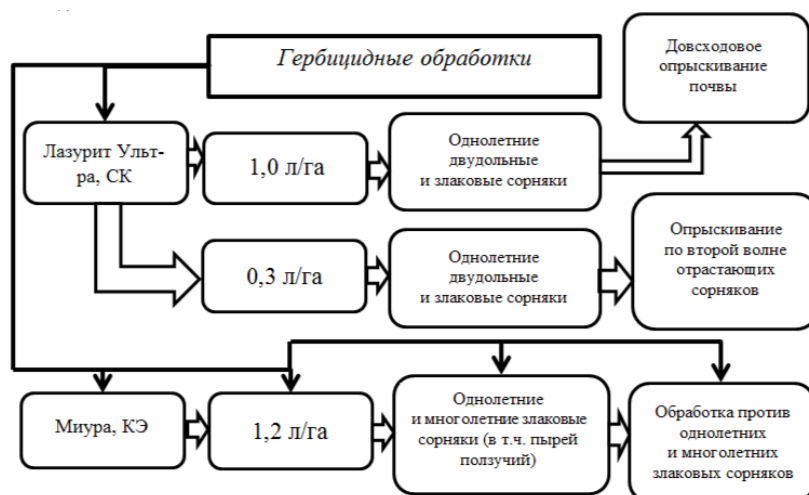 Гербицидные обработки
Довсходовое
опрыскивание
почвы
Лазурит Ульт-
ра, СК
1,0 л/га
Однолетние
двудольные
и злаковые сорняки
0,3 л/га
Однолетние
двудольные
и злаковые сорняки
Опрыскивание
по второй волне
отрастающих
сорняков
Миура, КЭ
1,2 л/га
Однолетние
и многолетние злаковые
сорняки (в т.ч. пырей
ползучий)
Обработка против
однолетних
и многолетних
злаковых сорняков